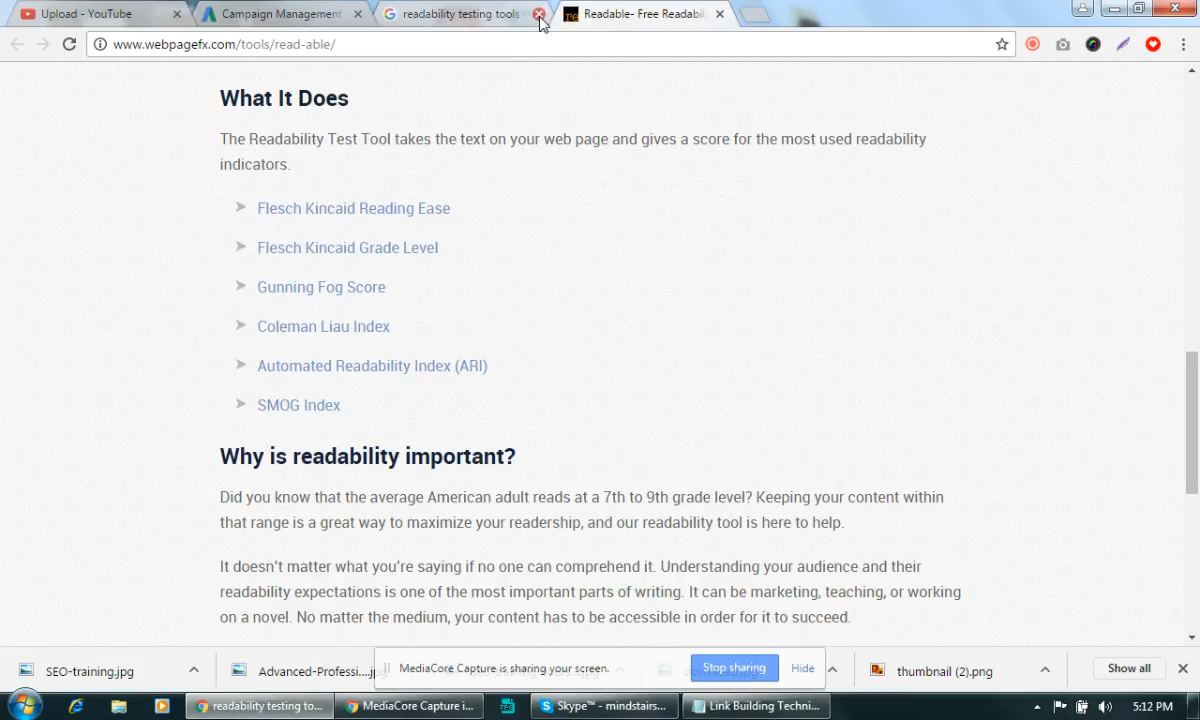 Upload - YouTube
Campaign Management
readability testing tools
Readable- Free Readabil
www.webpagefx.com/tools/read-able/
What It Does
The Readability Test Tool takes the text on your web page and gives a score for the most used readability
indicators.
Flesch Kincaid Reading Ease
Flesch Kincaid Grade Level
Gunning Fog Score
Coleman Liau Index
Automated Readability Index (ARI)
SMOG Index
Why is readability important?
Did you know that the average American adult reads at a 7th to 9th grade level? Keeping your content within
that range is a great way to maximize your readership, and our readability tool is here to help.
It doesn't matter what you're saying if no one can comprehend it. Understanding your audience and their
readability expectations is one of the most important parts of writing. It can be marketing, teaching, or working
on a novel. No matter the medium, your content has to be accessible in order for it to succeed.
SEO-training.jpg
Advanced-Professi....jp
MediaCore Capture is sharing your screen.
Stop sharing
Hide
thumbnail (2).png
Show all
readability testing to...
MediaCore Capture i...
Skype™ - mindstairs...
Link Building Techni...
5:12 PM